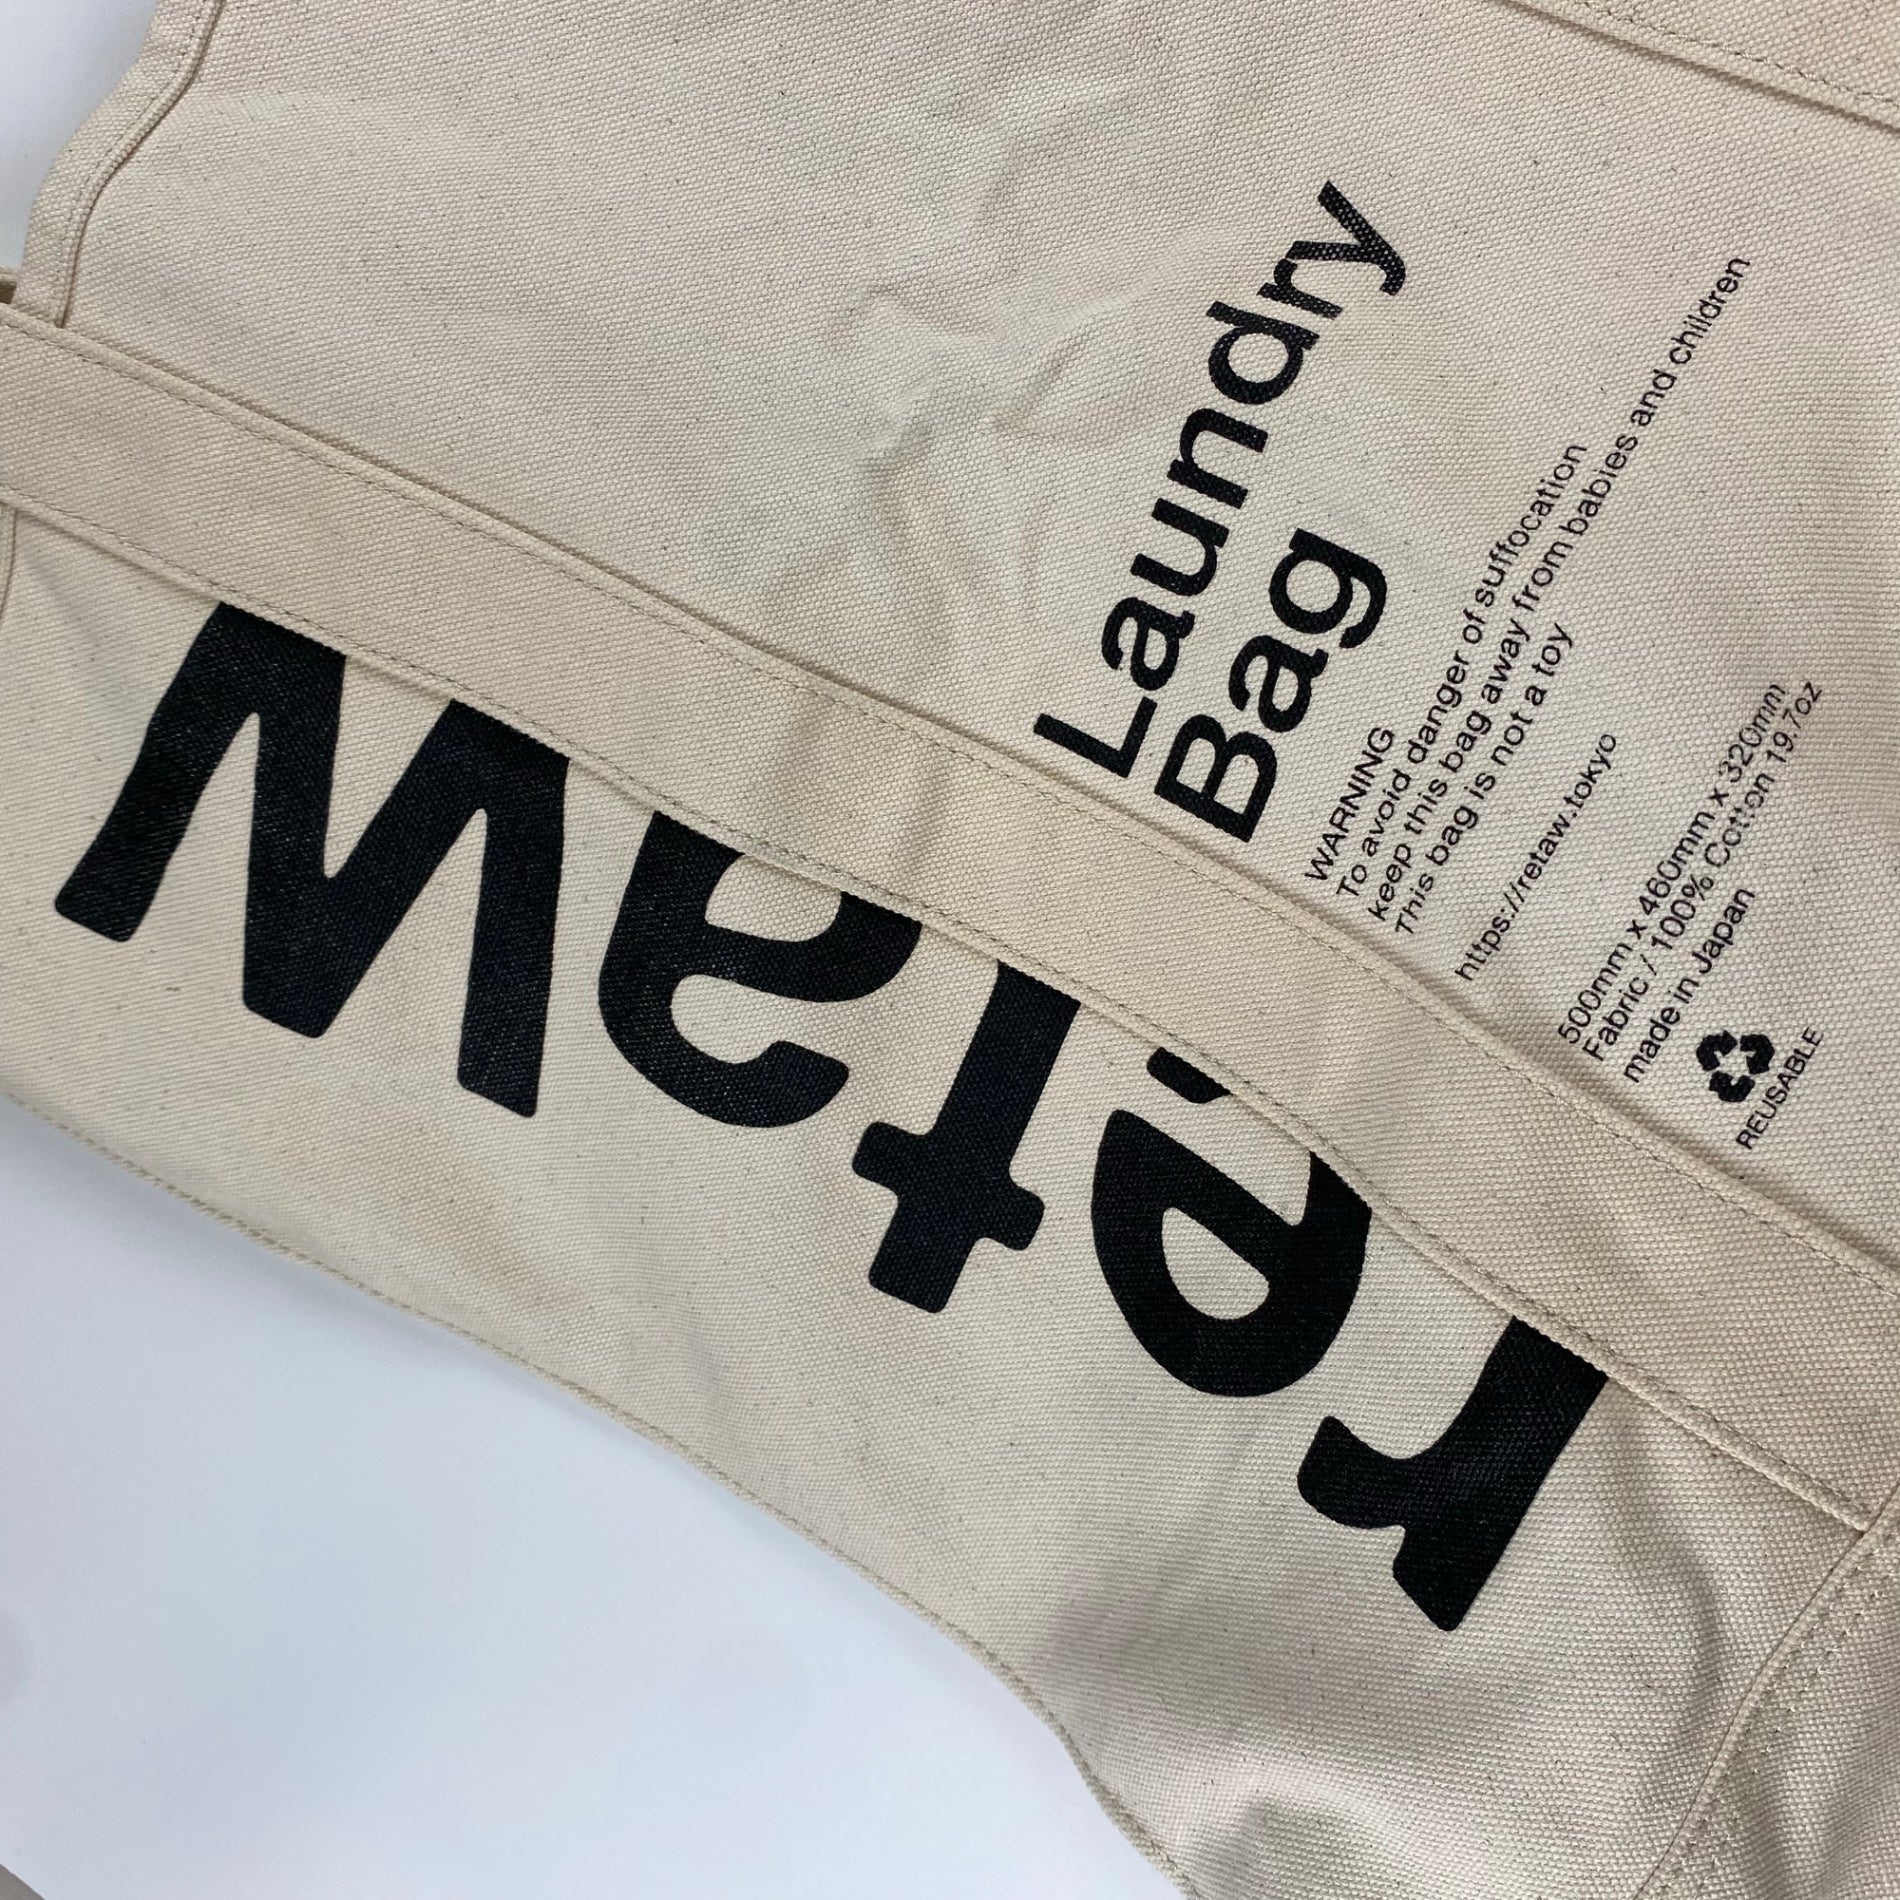 Laundry
Bag
WARNING
To avoid danger of suffocation
keep this bag away from babies and children
This bag is not a toy
https://retaw.tokyo
500mm x 460mm x 320mm
Fabric / 100% Cotton 19.7oz
made in Japan
REUSABLE
retaW